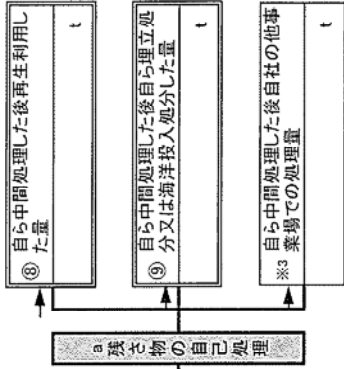 ⑧ 自ら中間処理した後再生利用し
た量
t
⑨ 自ら中間処理した後自ら埋立処
分又は海洋投入処分した量
t
※3 自ら中間処理した後自社の他事
業場での処理量
t
a残さ物の自己処理